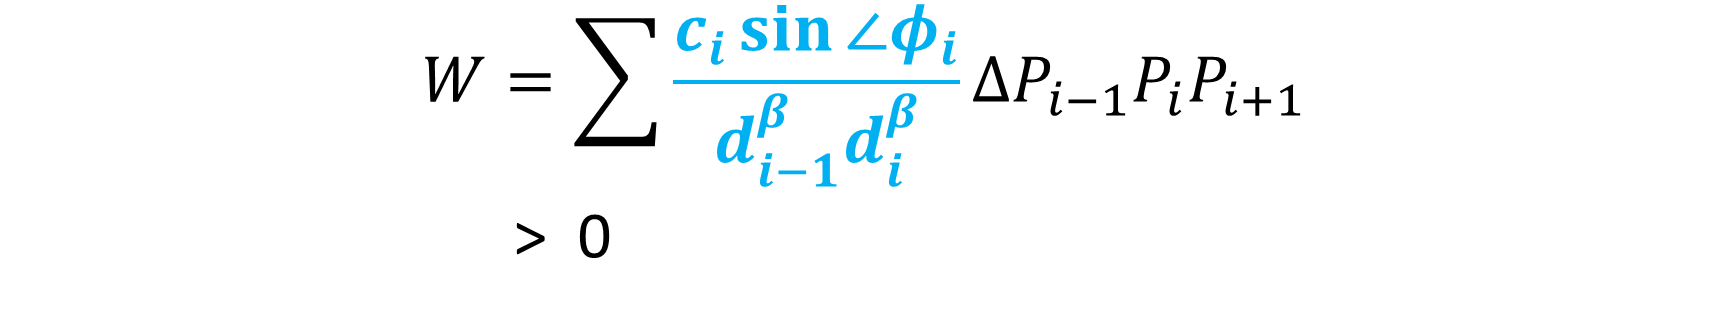 W = ∑ c_i sin ∠ϕ_i / d_{i−1}^β d_i^β ΔP_{i−1}P_iP_{i+1}
> 0